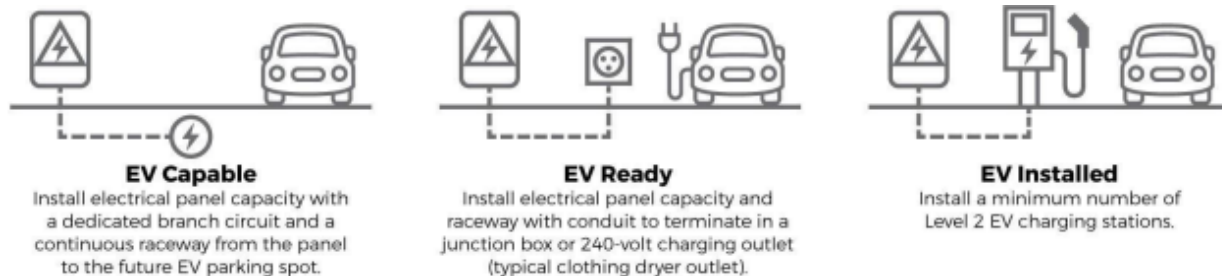 EV Capable
Install electrical panel capacity with
a dedicated branch circuit and a
continuous raceway from the panel
to the future EV parking spot.
EV Ready
Install electrical panel capacity and
raceway with conduit to terminate in a
junction box or 240-volt charging outlet
(typical clothing dryer outlet).
EV Installed
Install a minimum number of
Level 2 EV charging stations.